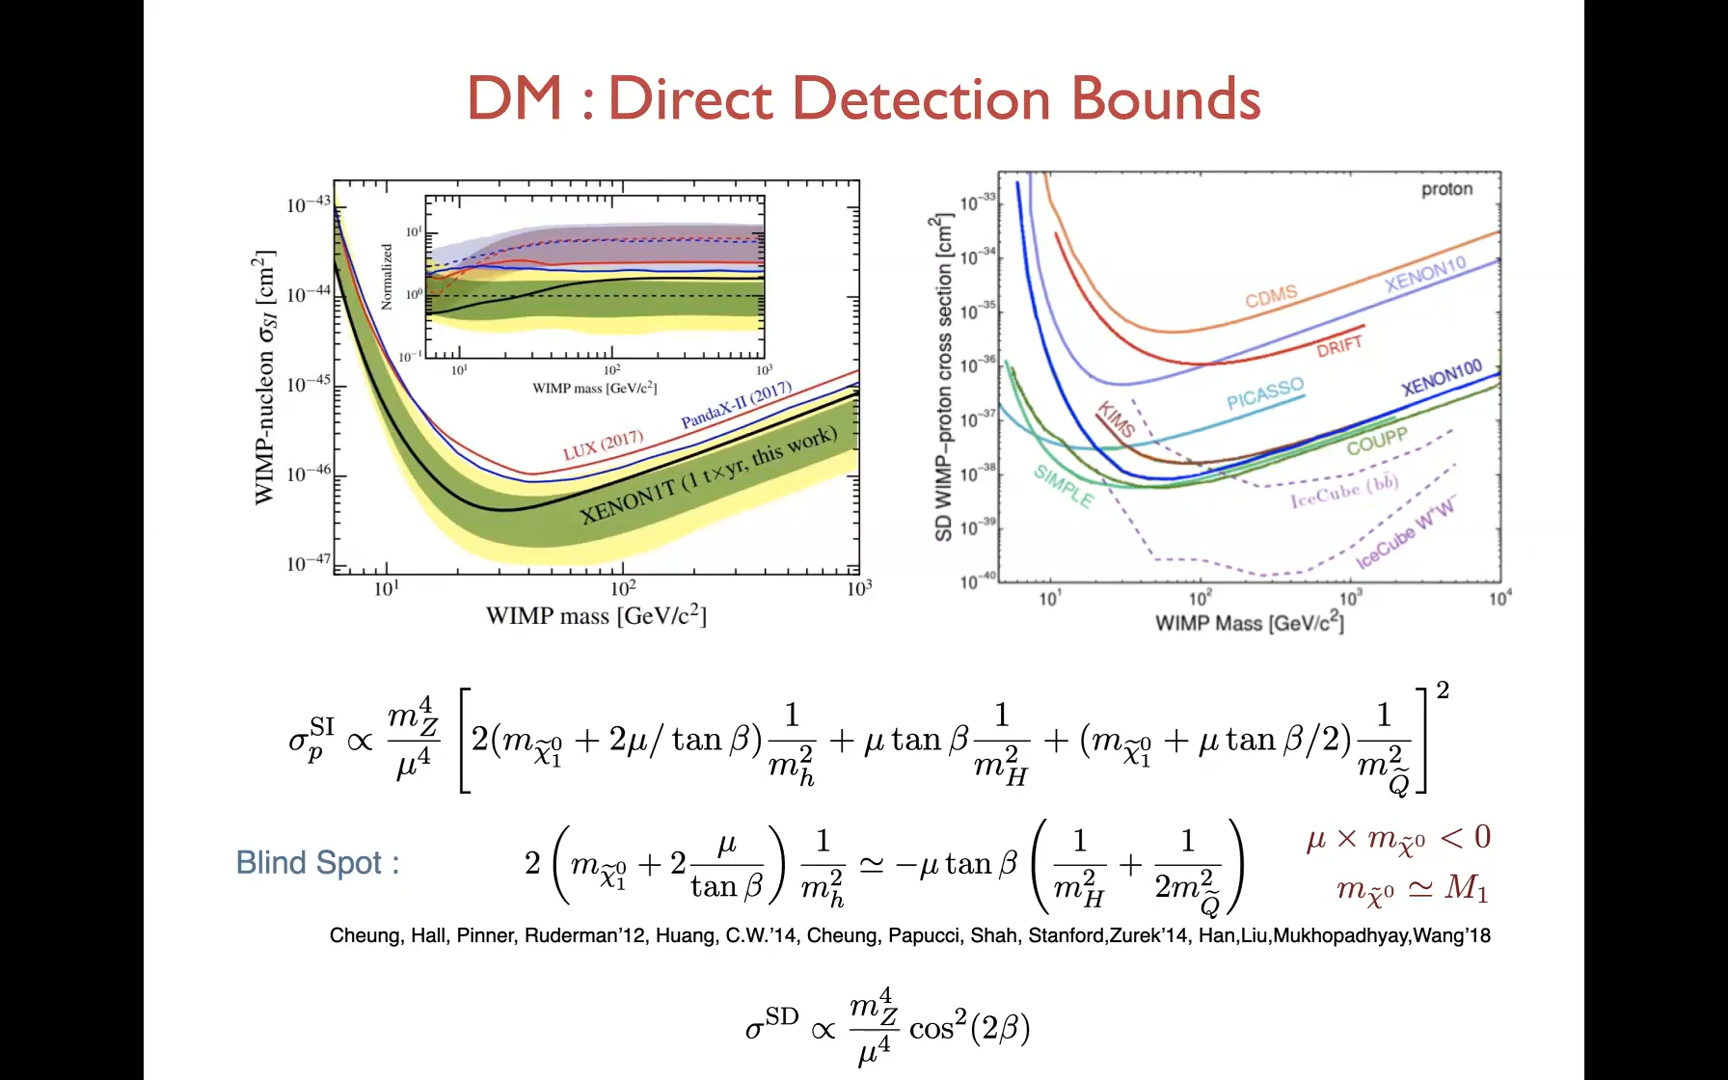 DM : Direct Detection Bounds
WIMP-nucleon σ_SI [cm²]
10⁻⁴³
10⁻⁴⁴
10⁻⁴⁵
10⁻⁴⁶
10⁻⁴⁷
Normalized
10¹
10⁰
10⁻¹
10¹ 10² 10³
WIMP mass [GeV/c²]
LUX (2017)
PandaX-II (2017)
XENON1T (1 t×yr, this work)
10¹ 10² 10³
WIMP mass [GeV/c²]
SD WIMP–proton cross section [cm²]
10⁻³³
10⁻³⁴
10⁻³⁵
10⁻³⁶
10⁻³⁷
10⁻³⁸
10⁻³⁹
10⁻⁴⁰
proton
CDMS
XENON10
DRIFT
PICASSO
XENON100
KIMS
COUPP
SIMPLE
IceCube (bb̄)
IceCube W⁺W⁻
10¹ 10² 10³ 10⁴
WIMP Mass [GeV/c²]
σ_p^SI ∝ m_Z⁴/μ⁴ [2(m_χ̃₁⁰ + 2μ/ tan β) 1/m_h² + μ tan β 1/m_H² + (m_χ̃₁⁰ + μ tan β/2) 1/m_Q̃²]²
Blind Spot : 2 (m_χ̃₁⁰ + 2 μ/tan β) 1/m_h² ≃ −μ tan β (1/m_H² + 1/2m_Q̃²)
μ × m_χ̃⁰ < 0
m_χ̃⁰ ≃ M₁
Cheung, Hall, Pinner, Ruderman’12, Huang, C.W.’14, Cheung, Papucci, Shah, Stanford,Zurek’14, Han,Liu,Mukhopadhyay,Wang’18
σ^SD ∝ m_Z⁴/μ⁴ cos²(2β)